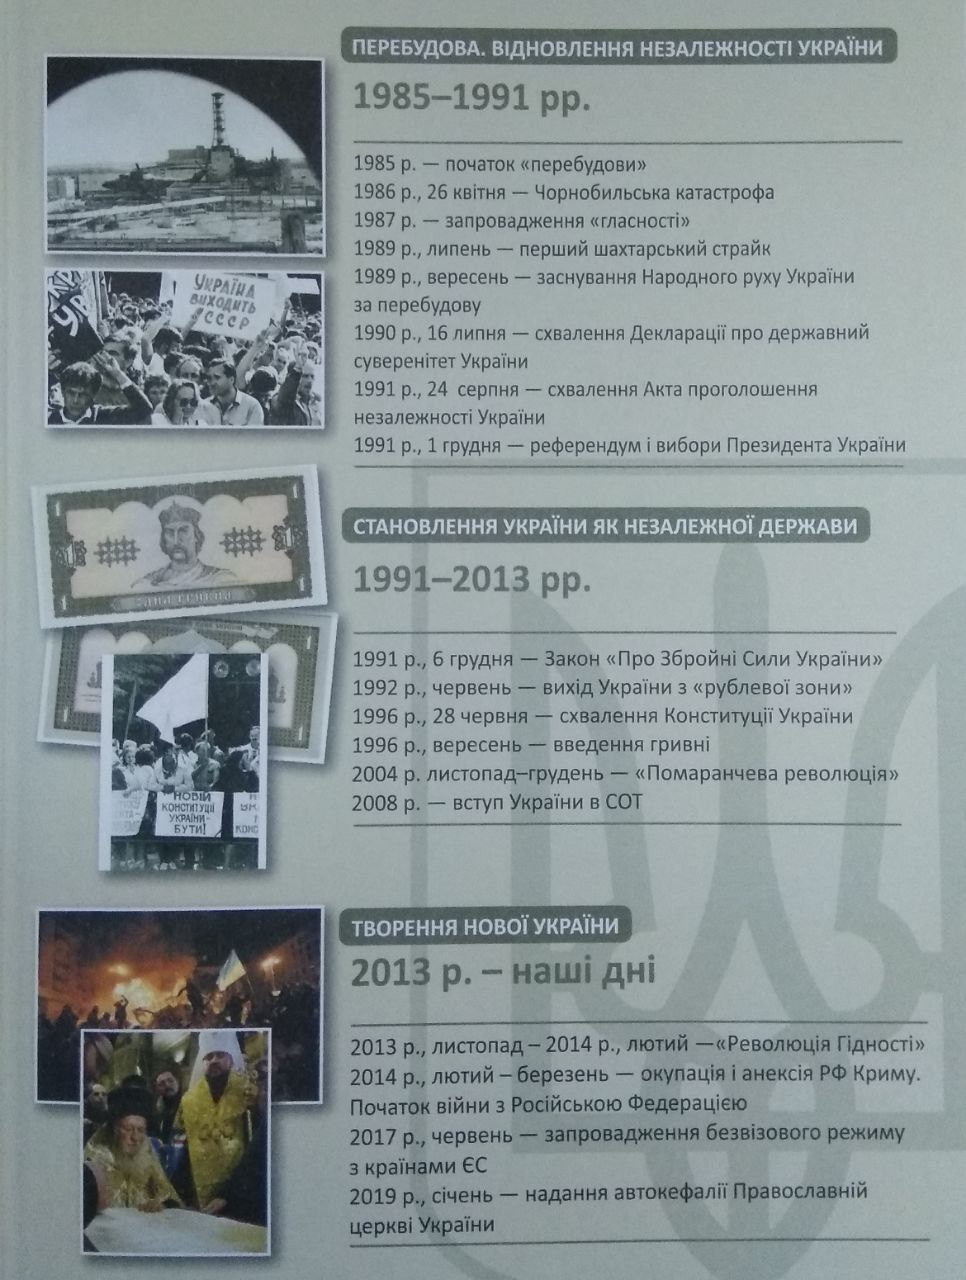 ПЕРЕБУДОВА. ВІДНОВЛЕННЯ НЕЗАЛЕЖНОСТІ УКРАЇНИ
1985–1991 рр.
1985 р. — початок «перебудови»
1986 р., 26 квітня — Чорнобильська катастрофа
1987 р. — запровадження «гласності»
1989 р., липень — перший шахтарський страйк
1989 р., вересень — заснування Народного руху України
за перебудову
1990 р., 16 липня — схвалення Декларації про державний
суверенітет України
1991 р., 24 серпня — схвалення Акта проголошення
незалежності України
1991 р., 1 грудня — референдум і вибори Президента України
УКРАЇНА
ВИХОДИТЬ
З СССР
СТАНОВЛЕННЯ УКРАЇНИ ЯК НЕЗАЛЕЖНОЇ ДЕРЖАВИ
1991–2013 рр.
1991 р., 6 грудня — Закон «Про Збройні Сили України»
1992 р., червень — вихід України з «рублевої зони»
1996 р., 28 червня — схвалення Конституції України
1996 р., вересень — введення гривні
2004 р. листопад–грудень — «Помаранчева революція»
2008 р. — вступ України в СОТ
1 1
1 1
ОДНА ГРИВНЯ
НОВІЙ
КОНСТИТУЦІЇ
УКРАЇНИ-
БУТИ!
ТВОРЕННЯ НОВОЇ УКРАЇНИ
2013 р. – наші дні
2013 р., листопад – 2014 р., лютий —«Революція Гідності»
2014 р., лютий – березень — окупація і анексія РФ Криму.
Початок війни з Російською Федерацією
2017 р., червень — запровадження безвізового режиму
з країнами ЄС
2019 р., січень — надання автокефалії Православній
церкві України